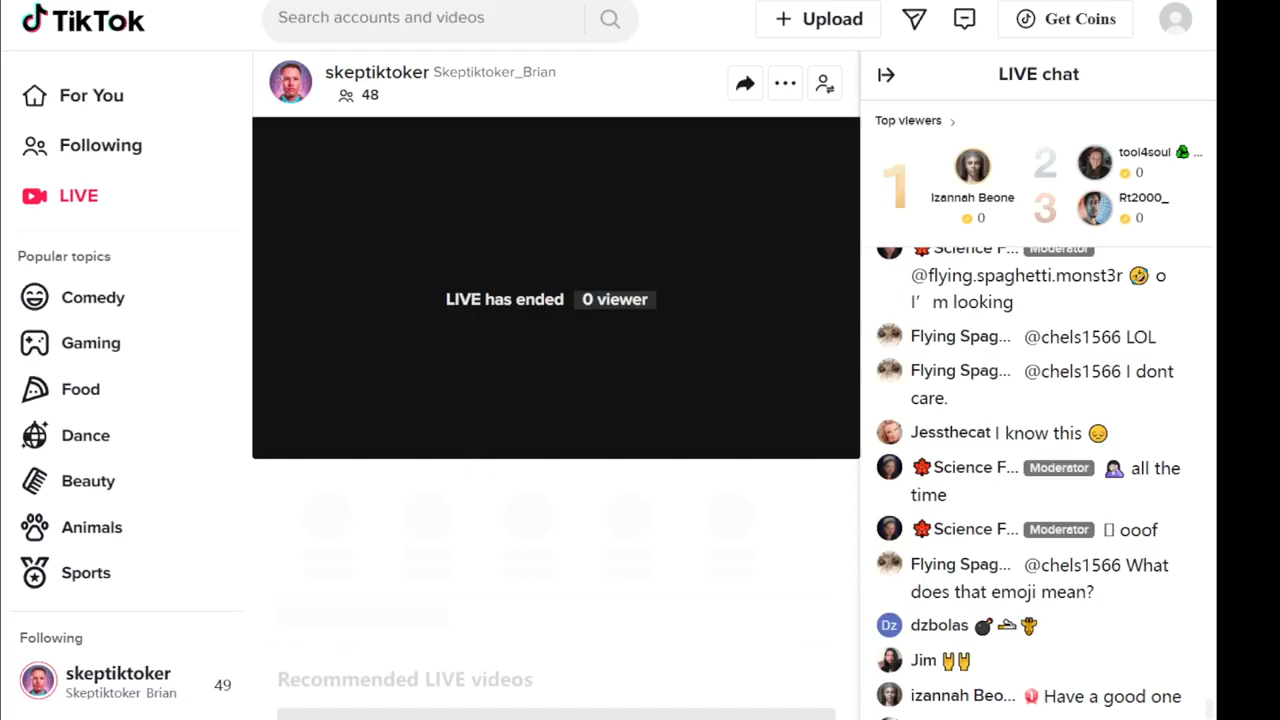 TikTok
Search accounts and videos
Upload
Get Coins
For You
Following
LIVE
Popular topics
Comedy
Gaming
Food
Dance
Beauty
Animals
Sports
Following
skeptiktoker
Skeptiktoker Brian
49
skeptiktoker Skeptiktoker_Brian
48
LIVE has ended 0 viewer
Recommended LIVE videos
LIVE chat
Top viewers
1
Izannah Beone
0
2
tool4soul ...
0
3
Rt2000_
0
Science F... Moderator
@flying.spaghetti.monst3r 🤣 o
I’m looking
Flying Spag... @chels1566 LOL
Flying Spag... @chels1566 I dont
care.
Jessthecat I know this 😔
🍁Science F... Moderator 🤦🏻‍♀️ all the
time
🍁Science F... Moderator ooof
Flying Spag... @chels1566 What
does that emoji mean?
Dz
dzbolas
Jim 🤘🤘
izannah Beo... Have a good one